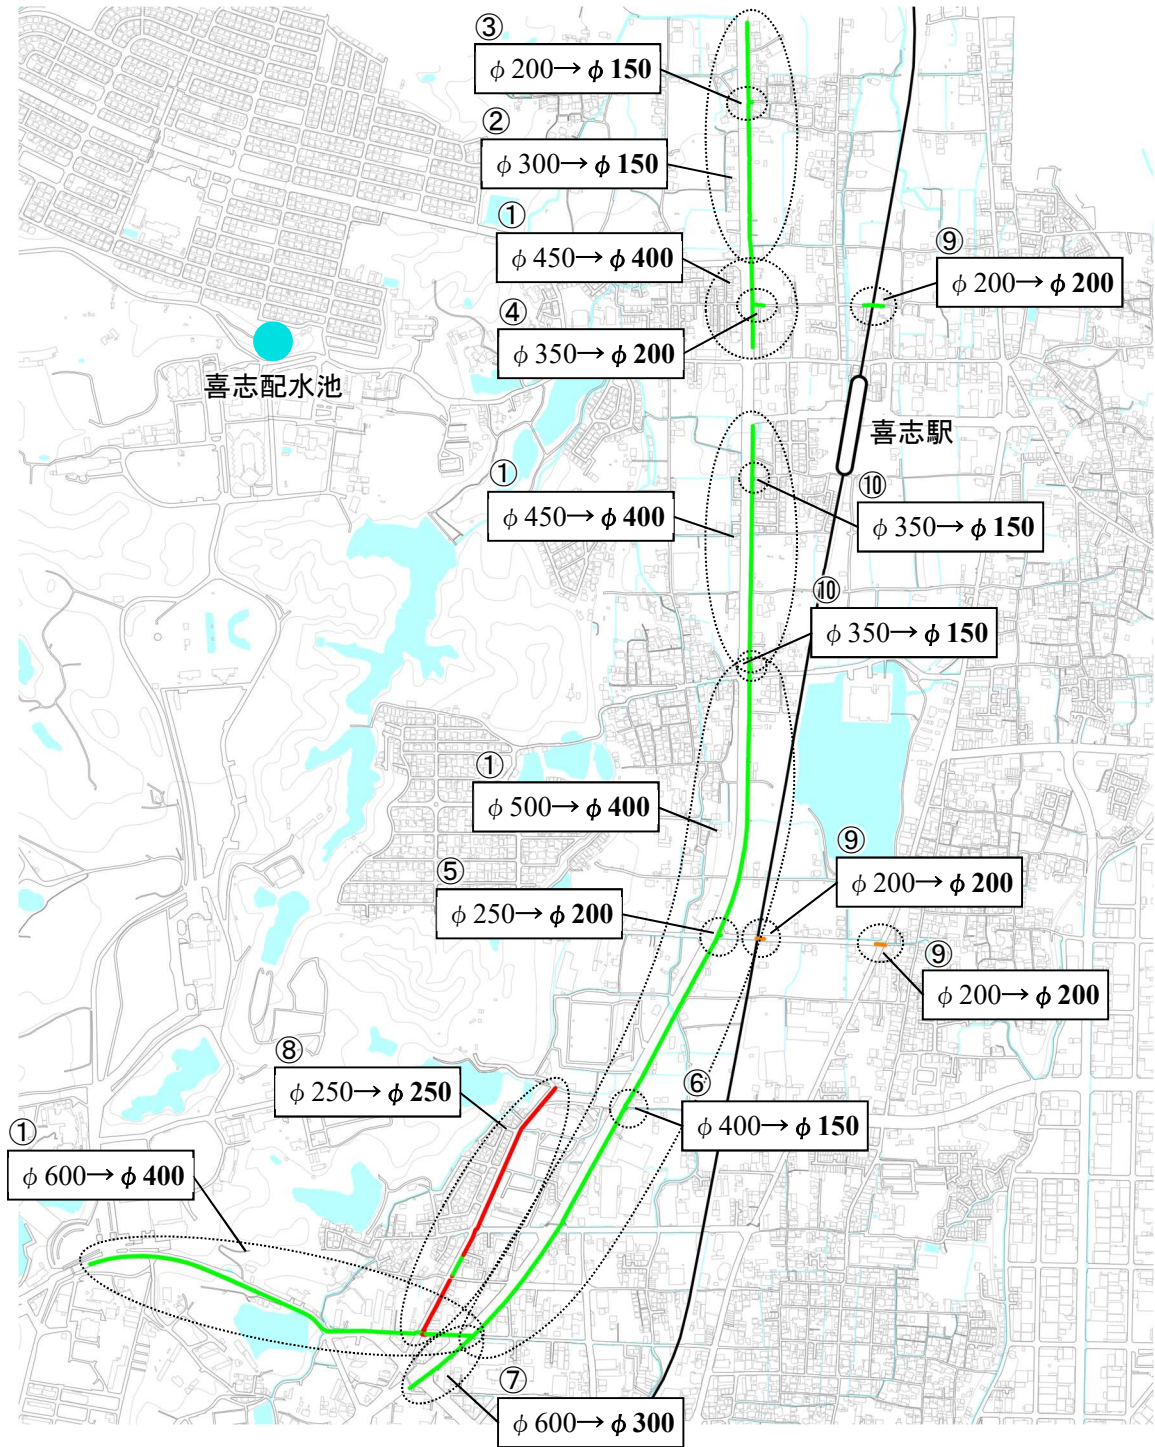 ③
φ 200→ φ 150
②
φ 300→ φ 150
①
φ 450→ φ 400
⑨
φ 200→ φ 200
④
φ 350→ φ 200
喜志配水池
喜志駅
①
φ 450→ φ 400
⑩
φ 350→ φ 150
⑩
φ 350→ φ 150
①
φ 500→ φ 400
⑨
φ 200→ φ 200
⑤
φ 250→ φ 200
⑨
φ 200→ φ 200
⑧
φ 250→ φ 250
⑥
φ 400→ φ 150
①
φ 600→ φ 400
⑦
φ 600→ φ 300